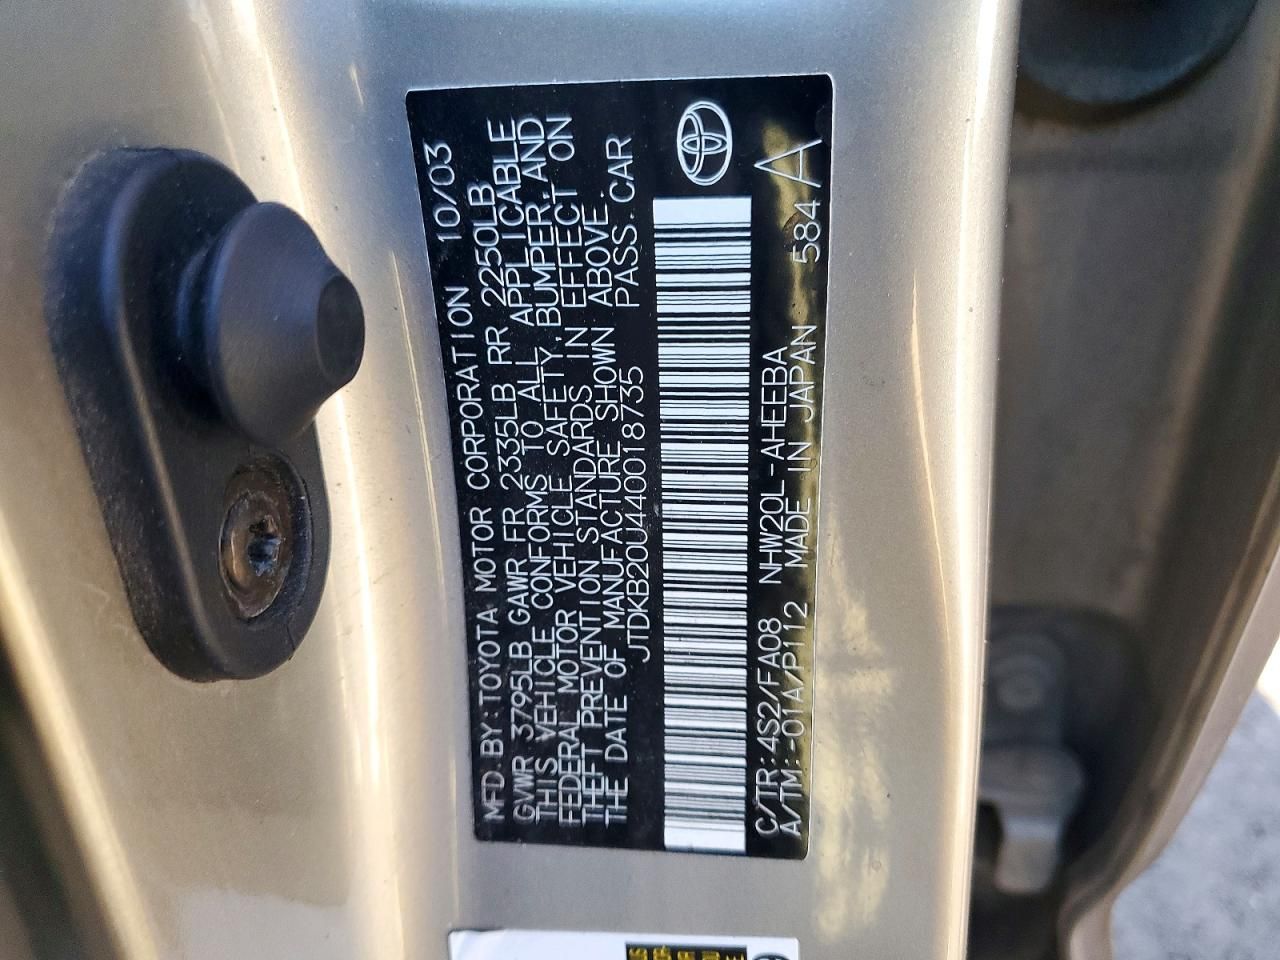 MFD.BY:TOYOTA MOTOR CORPORATION 10/03
GVWR 3795LB GAWR FR 2335LB RR 2250LB
THIS VEHICLE CONFORMS TO ALL APPLICABLE
FEDERAL MOTOR VEHICLE SAFETY,BUMPER,AND
THEFT PREVENTION STANDARDS IN EFFECT ON
THE DATE OF MANUFACTURE SHOWN ABOVE.
JTDKB20U440018735 PASS.CAR
C/TR:4S2/FA08 NHW20L-AHEEBA
A/TM:-01A/P112 MADE IN JAPAN 584 A